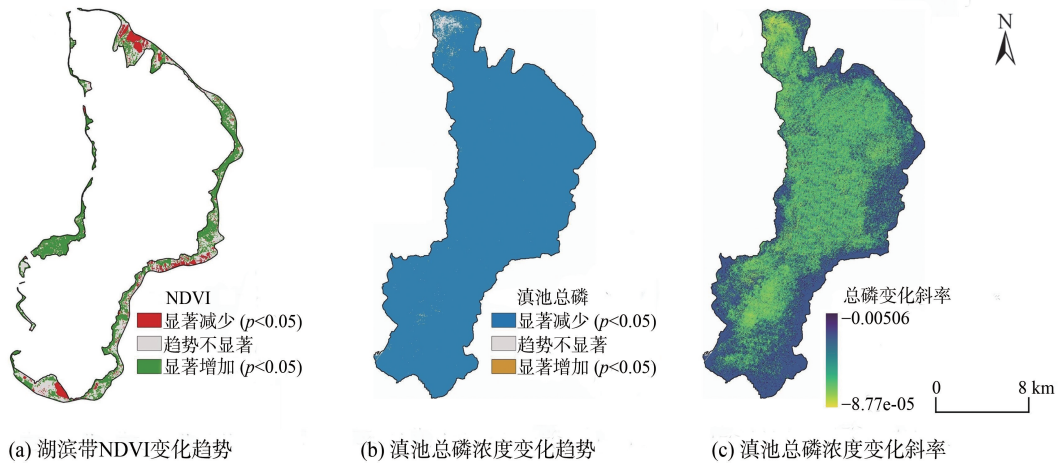 N
NDVI
显著减少 (p<0.05)
趋势不显著
显著增加 (p<0.05)
滇池总磷
显著减少 (p<0.05)
趋势不显著
显著增加 (p<0.05)
总磷变化斜率
−0.00506
−8.77e-05
0 8 km
(a) 湖滨带NDVI变化趋势
(b) 滇池总磷浓度变化趋势
(c) 滇池总磷浓度变化斜率